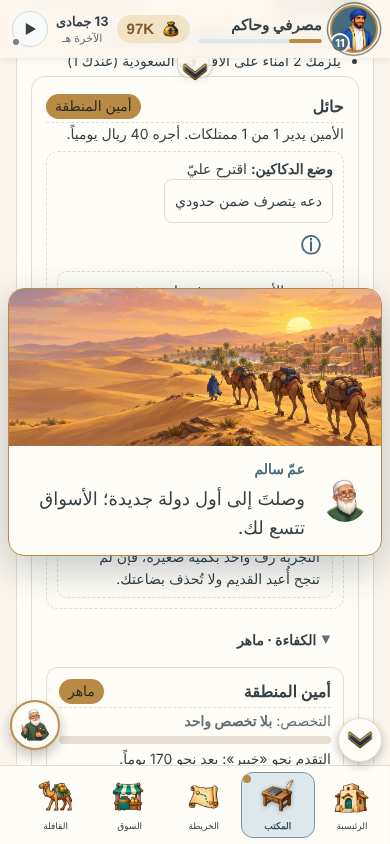 مصرفي وحاكم
11
97K
13 جمادى
الآخرة هـ
يلزمك 2 أمناء على
السعودية (عندك 1)
حائل
أمين المنطقة
الأمين يدير 1 من 1 ممتلكات. أجره 40 ريال يومياً.
وضع الدكاكين: اقترح عليّ
دعه يتصرف ضمن حدودي
عمّ سالم
وصلتَ إلى أول دولة جديدة؛ الأسواق
تتسع لك.
التجربة رف واحد بكمية صغيرة، فإن لم
تنجح أُعيد القديم ولا تُحذف بضاعتك.
▼ الكفاءة · ماهر
أمين المنطقة
ماهر
التخصص: بلا تخصص واحد
التقدم نحو «خبير»: بعد نحو 170 يوماً.
الرئيسية
المكتب
الخريطة
السوق
القافلة